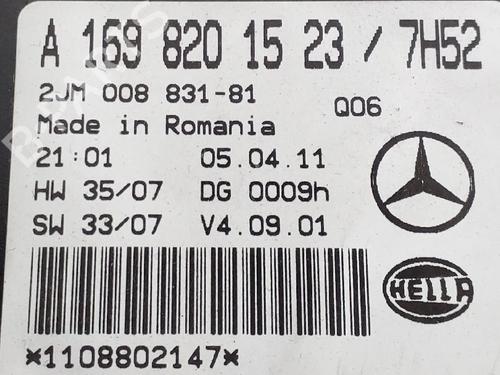 A 169 820 15 23 / 7H52
2JM 008 831-81
Q06
Made in Romania
21:01 05.04.11
HW 35/07 DG 0009h
SW 33/07 V4.09.01
HELLA
*1108802147*